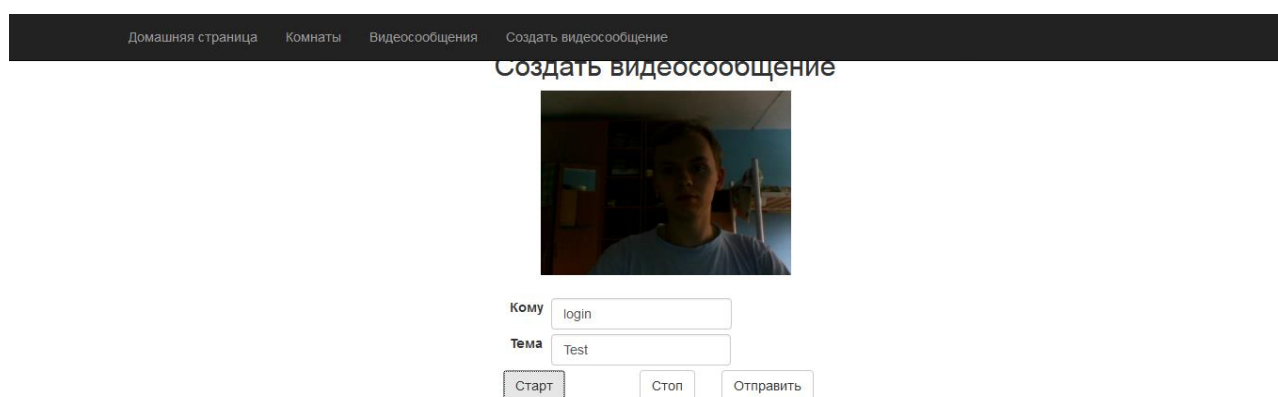 Домашняя страница Комнаты Видеосообщения Создать видеосообщение
Создать видеосообщение
Кому login
Тема Test
Старт Стоп Отправить